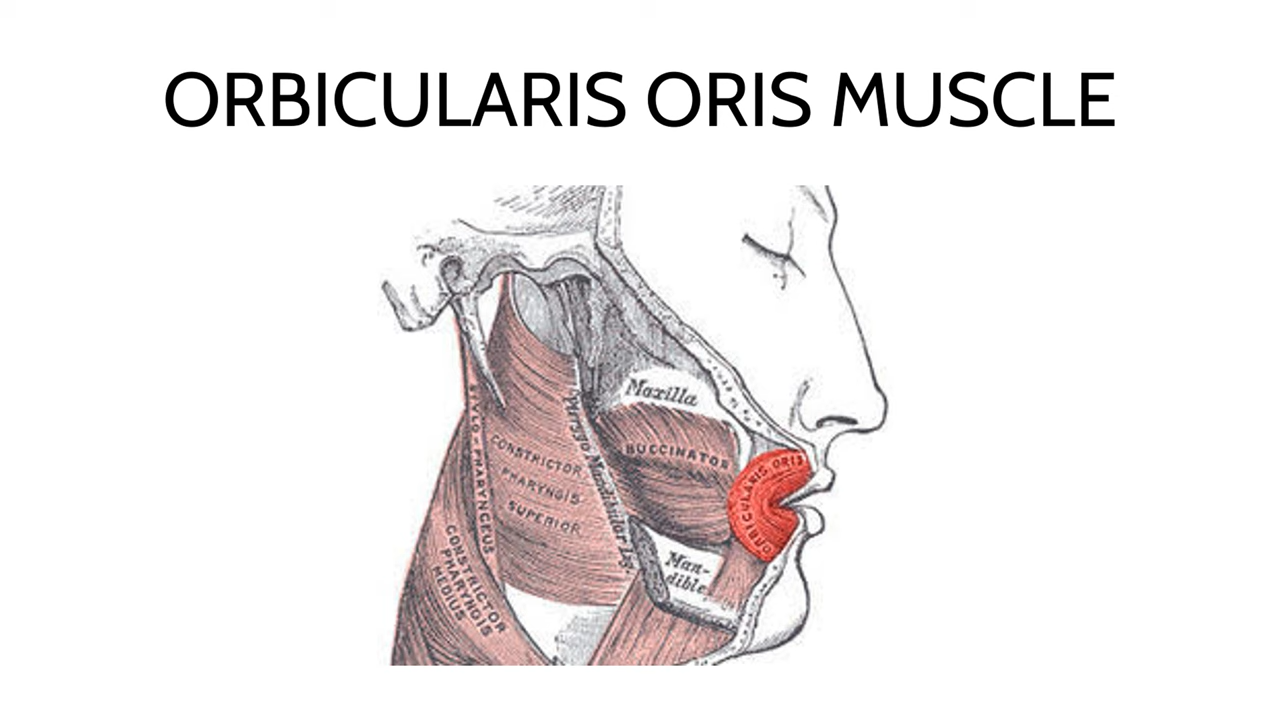 ORBICULARIS ORIS MUSCLE
Maxilla
BUCCINATOR
ORBICULARIS ORIS
Pterygo Mandibular Lig.
STYLO-PHARYNGEUS
CONSTRICTOR
PHARYNGIS
SUPERIOR
Man-
dible
CONSTRICTOR
PHARYNGIS
MEDIUS